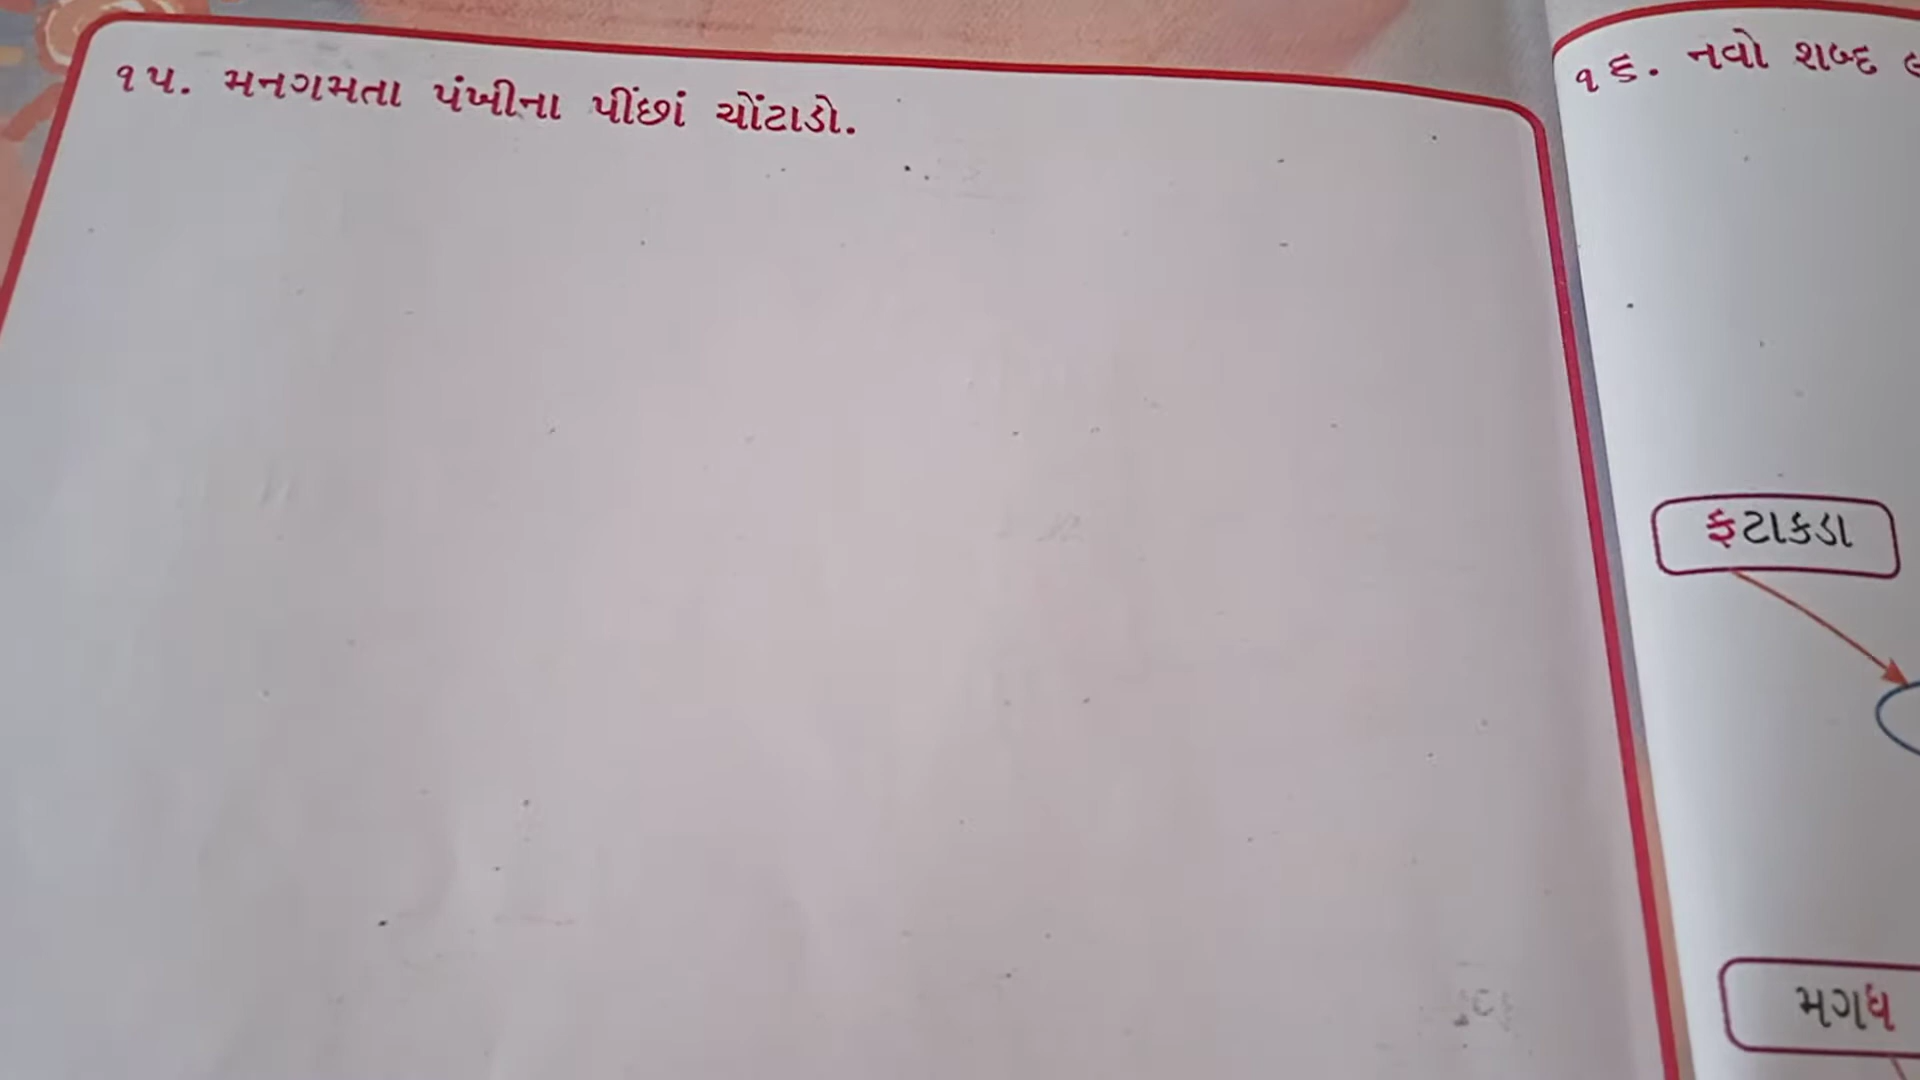 ૧૫. મનગમતા પંખીના પીંછાં ચોંટાડો.
૧૬. નવો શબ્દ
ફટાકડા
મગધ